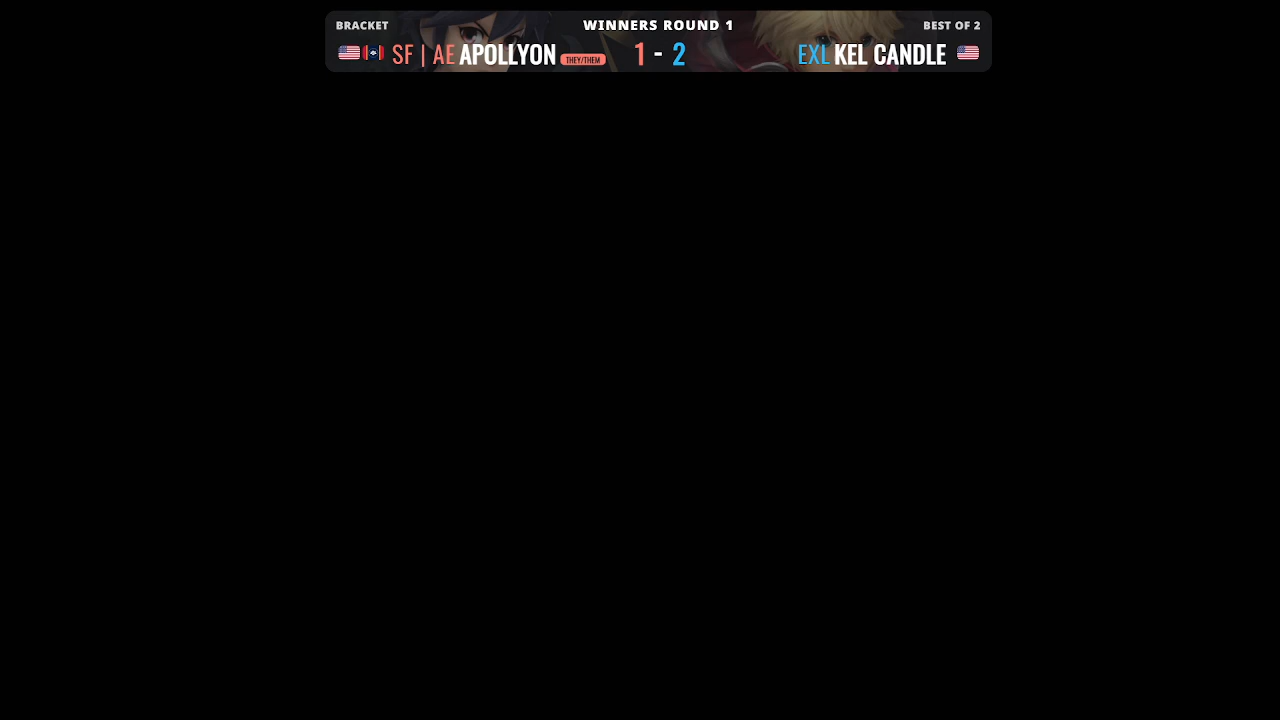 BRACKET WINNERS ROUND 1 BEST OF 2
SF | AE APOLLYON THEY/THEM 1 - 2 EXL KEL CANDLE